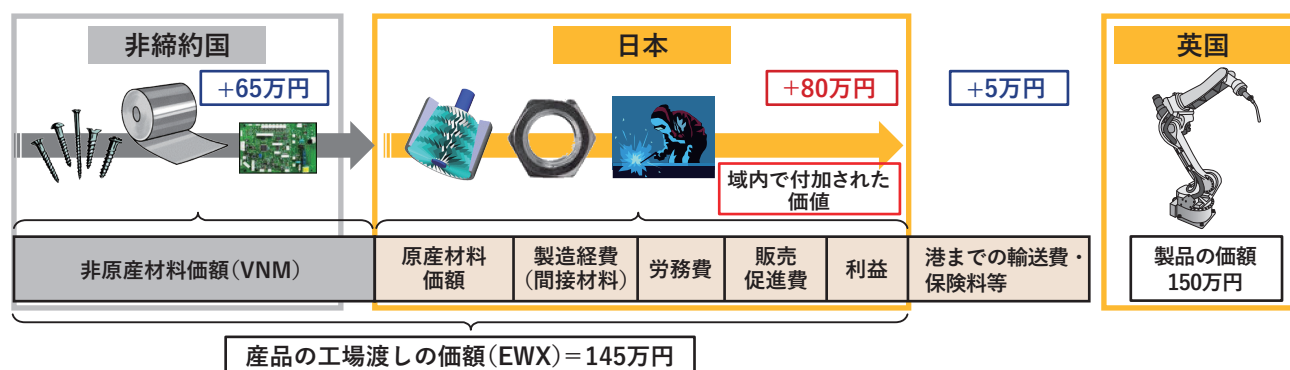 非締約国
日本
英国
+65万円
+80万円
+5万円
域内で付加された
価値
非原産材料価額(VNM)
原産材料
価額
製造経費
(間接材料)
労務費
販売
促進費
利益
港までの輸送費・
保険料等
製品の価額
150万円
産品の工場渡しの価額(EWX)=145万円